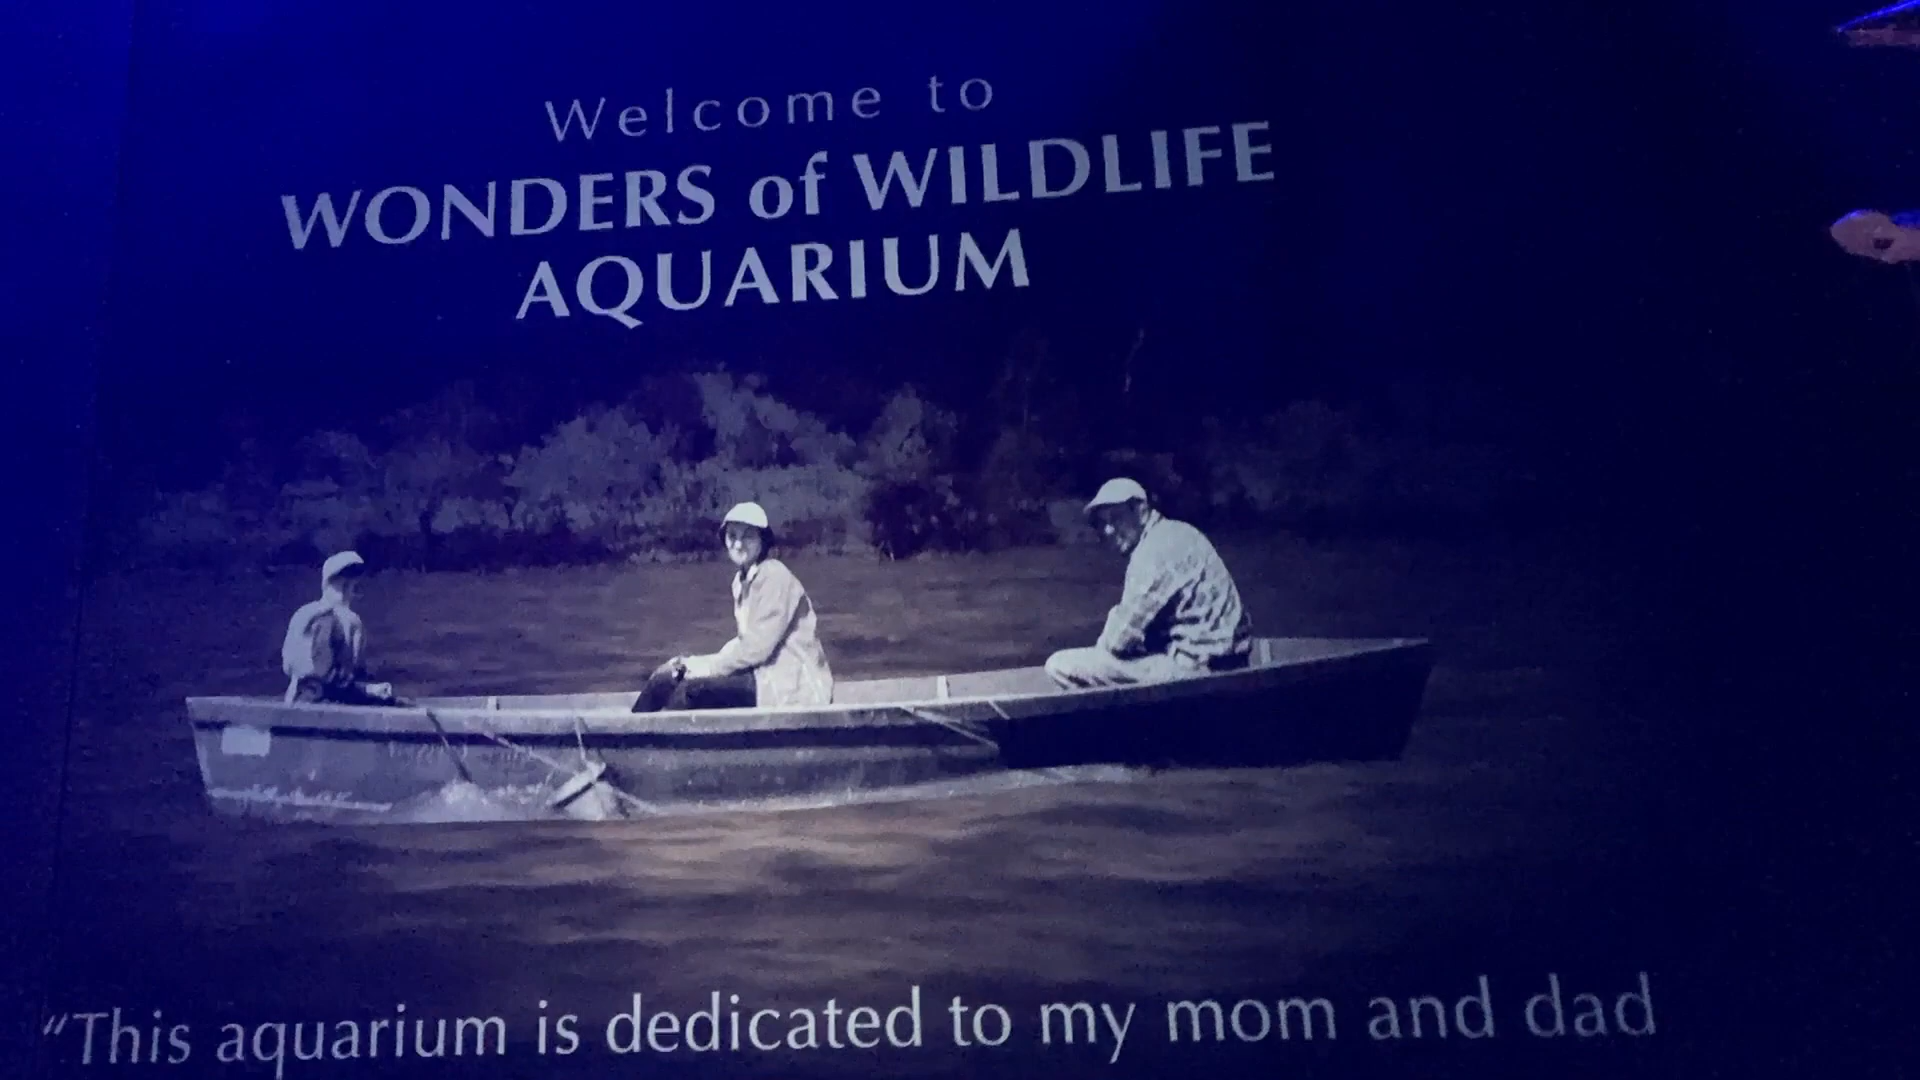 Welcome to
WONDERS of WILDLIFE
AQUARIUM
“This aquarium is dedicated to my mom and dad